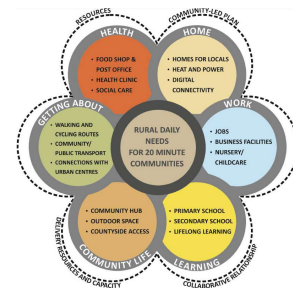 RESOURCES
COMMUNITY-LED PLAN
HEALTH
• FOOD SHOP &
POST OFFICE
• HEALTH CLINIC
• SOCIAL CARE
HOME
• HOMES FOR LOCALS
• HEAT AND POWER
• DIGITAL
CONNECTIVITY
GETTING ABOUT
• WALKING AND
CYCLING ROUTES
• COMMUNITY/
PUBLIC TRANSPORT
• CONNECTIONS WITH
URBAN CENTRES
RURAL DAILY
NEEDS
FOR 20 MINUTE
COMMUNITIES
WORK
• JOBS
• BUSINESS FACILITIES
• NURSERY/
CHILDCARE
• COMMUNITY HUB
• OUTDOOR SPACE
• COUNTYSIDE ACCESS
COMMUNITY LIFE
• PRIMARY SCHOOL
• SECONDARY SCHOOL
• LIFELONG LEARNING
LEARNING
DELIVERY RESOURCES AND CAPACITY
COLLABORATIVE RELATIONSHIP